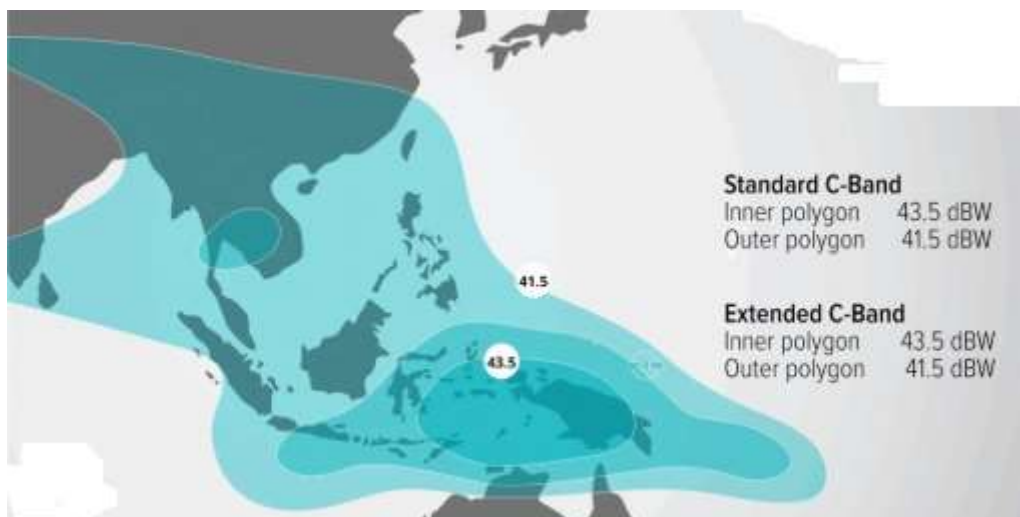 Standard C-Band
Inner polygon 43.5 dBW
Outer polygon 41.5 dBW
41.5
Extended C-Band
Inner polygon 43.5 dBW
Outer polygon 41.5 dBW
43.5